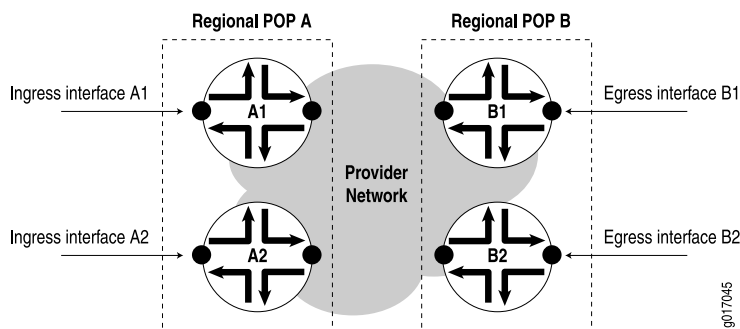 Regional POP A
Regional POP B
Ingress interface A1
A1
B1
Egress interface B1
Provider
Network
Ingress interface A2
A2
B2
Egress interface B2
g017045